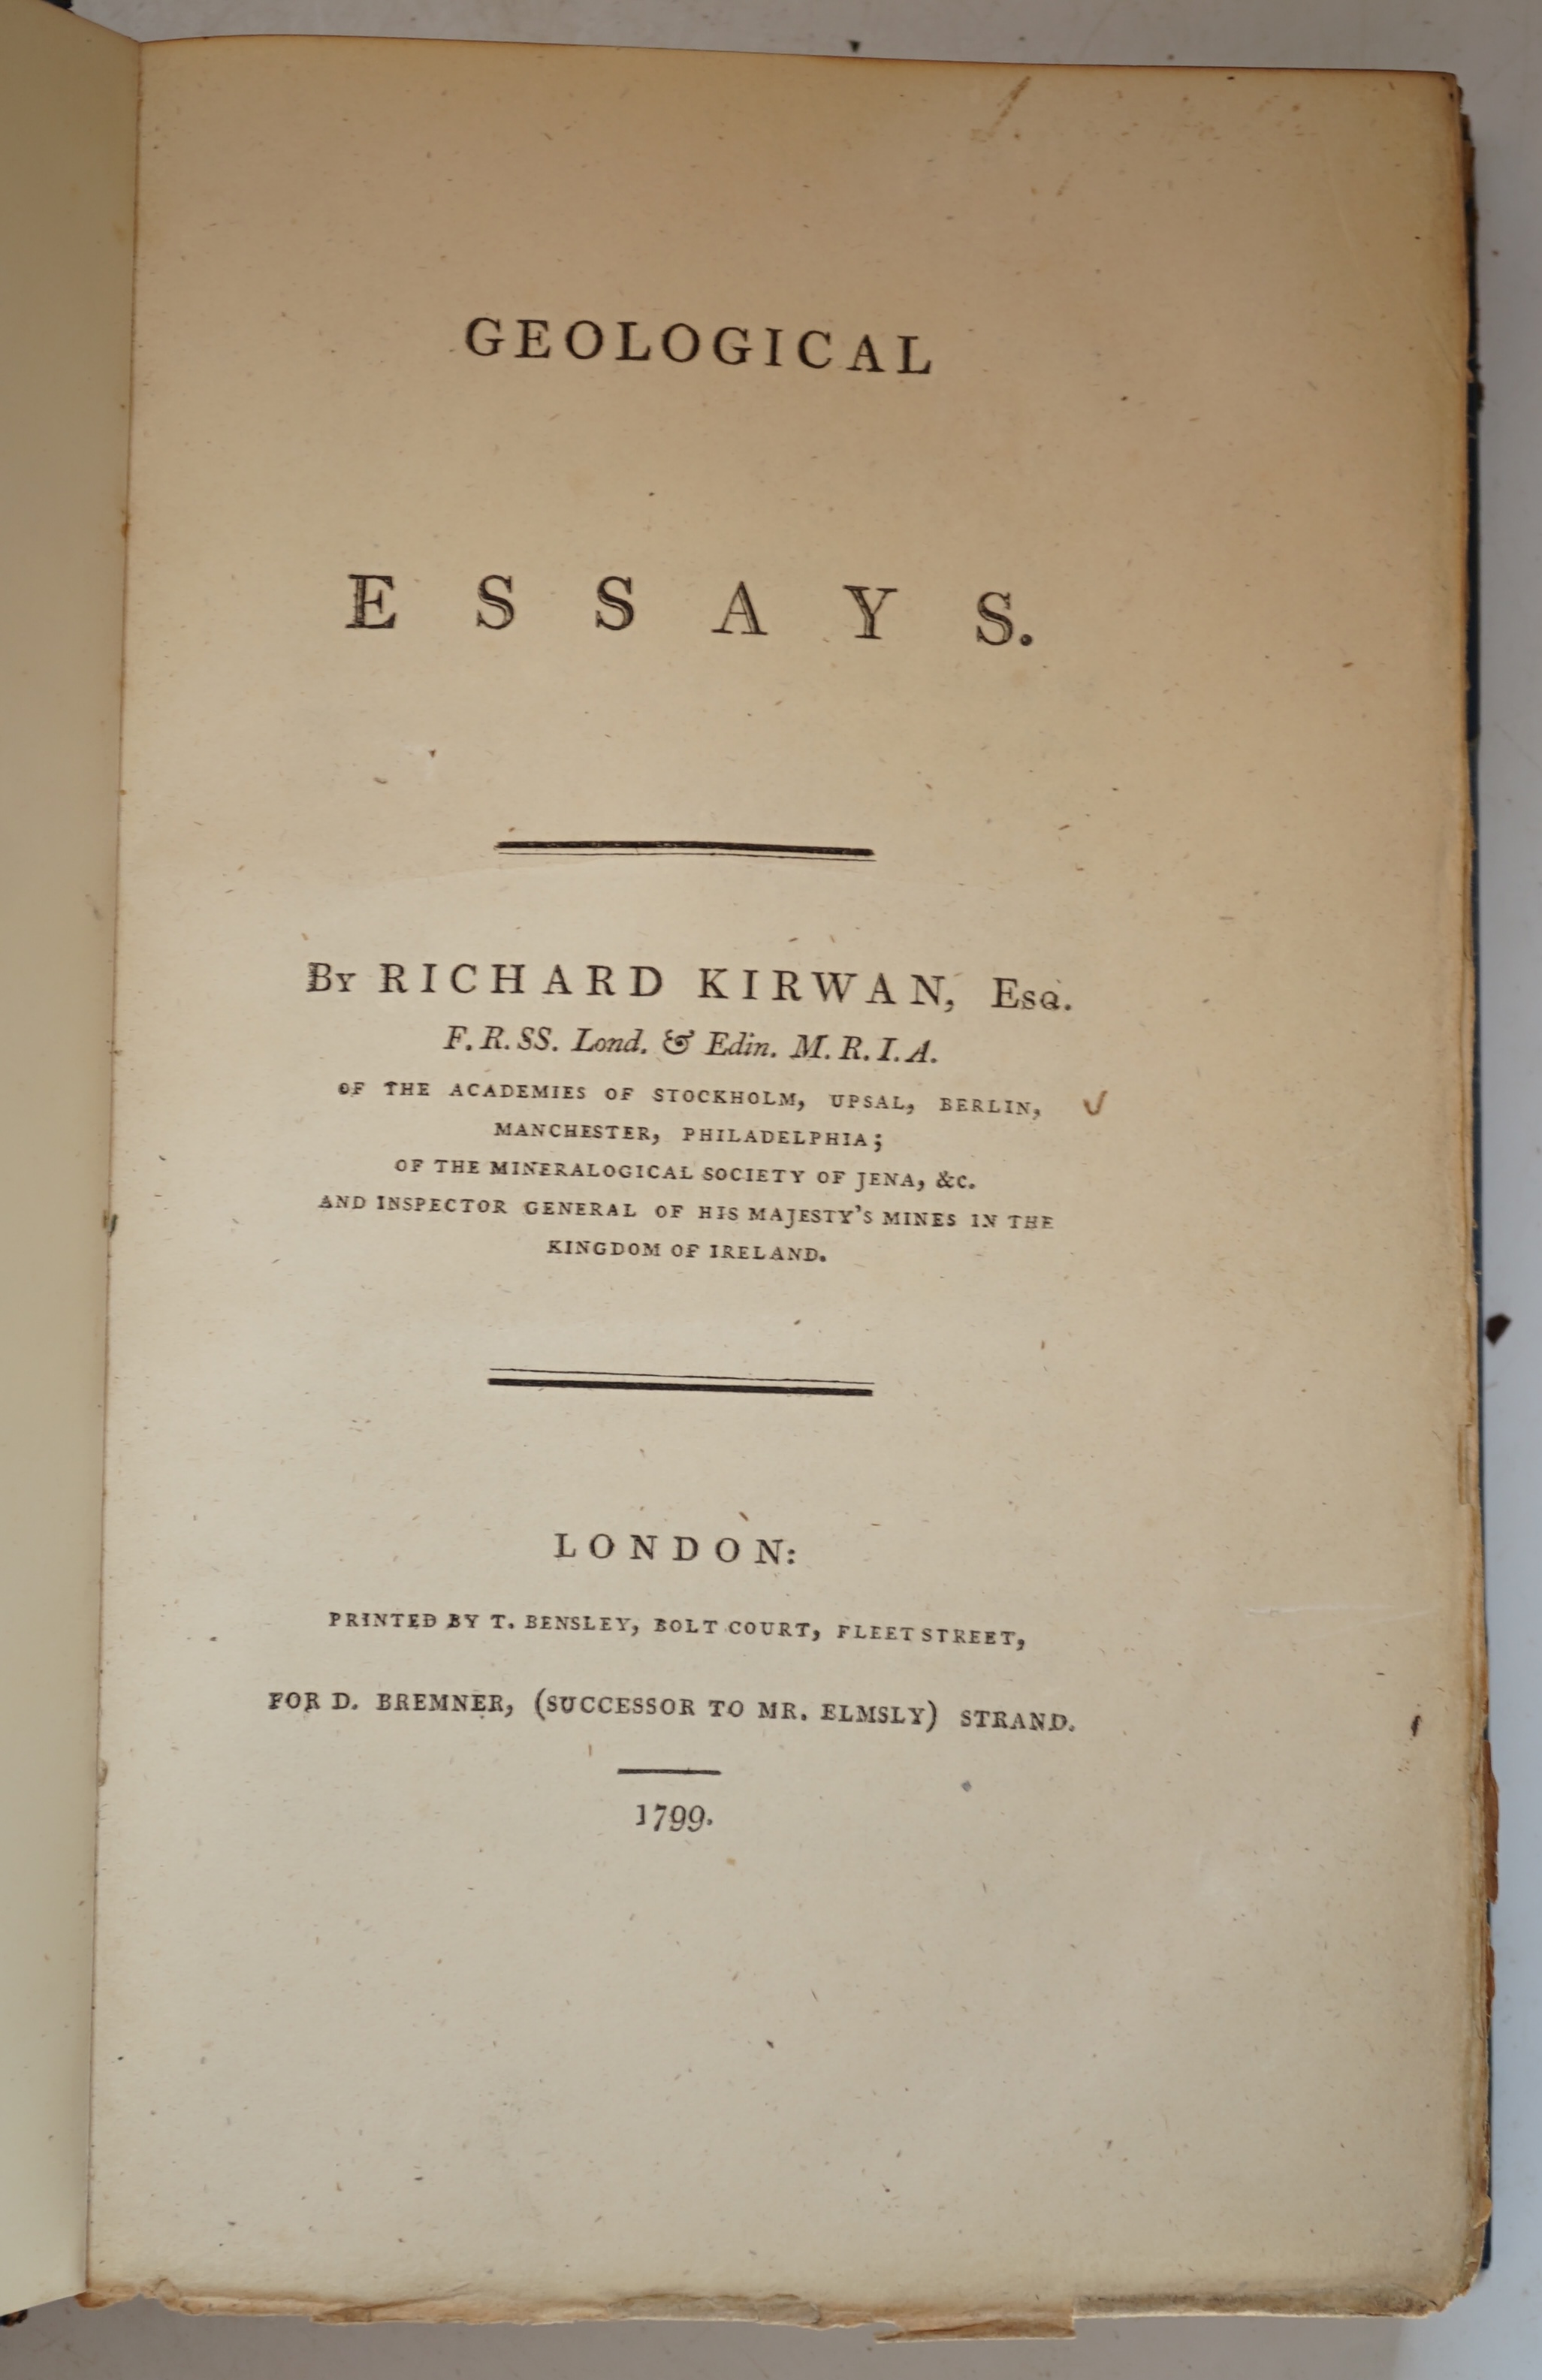 GEOLOGICAL
ESSAYS.
By RICHARD KIRWAN, Esq.
F. R. SS. Lond. & Edin. M. R. I. A.
OF THE ACADEMIES OF STOCKHOLM, UPSAL, BERLIN,
MANCHESTER, PHILADELPHIA;
OF THE MINERALOGICAL SOCIETY OF JENA, &c.
AND INSPECTOR GENERAL OF HIS MAJESTY'S MINES IN THE
KINGDOM OF IRELAND.
LONDON:
PRINTED BY T. BENSLEY, BOLT COURT, FLEET STREET,
FOR D. BREMNER, (SUCCESSOR TO MR. ELMSLY) STRAND.
1799.